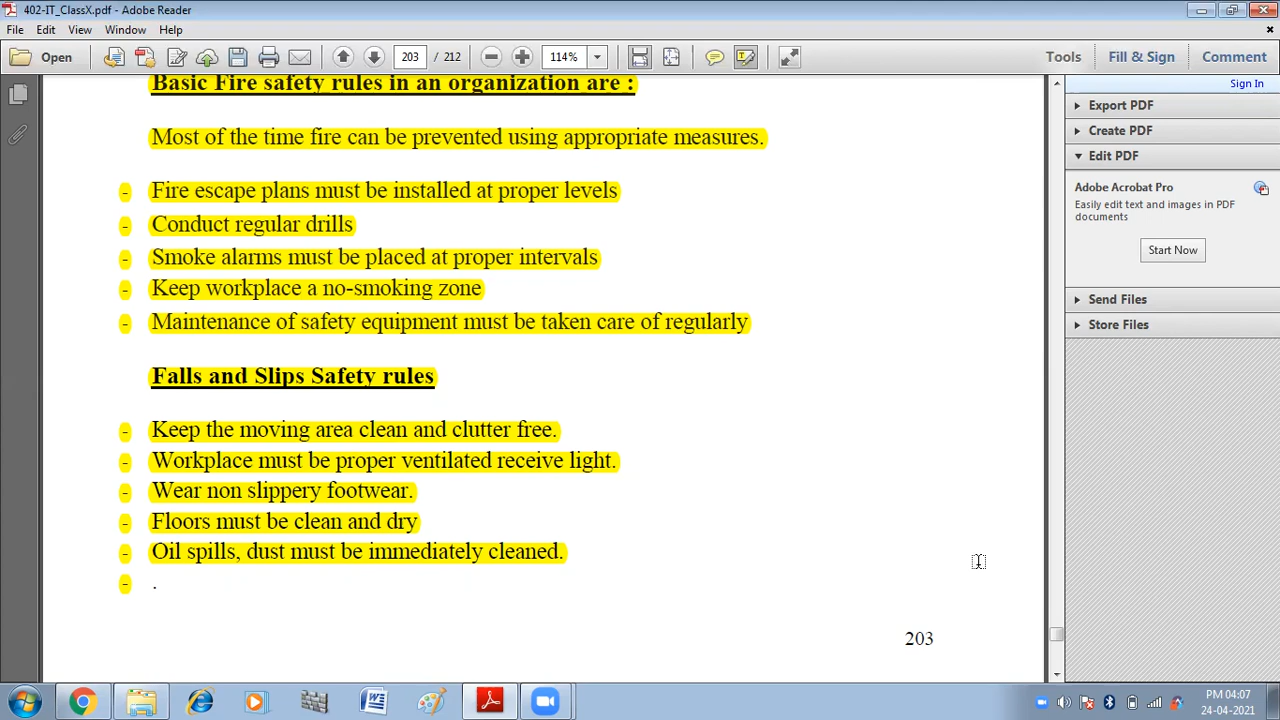 402-IT_ClassX.pdf - Adobe Reader
File Edit View Window Help
Open 203 / 212 114% Tools Fill & Sign Comment
Sign In
Basic Fire safety rules in an organization are :
Most of the time fire can be prevented using appropriate measures.
- Fire escape plans must be installed at proper levels
- Conduct regular drills
- Smoke alarms must be placed at proper intervals
- Keep workplace a no-smoking zone
- Maintenance of safety equipment must be taken care of regularly
Falls and Slips Safety rules
- Keep the moving area clean and clutter free.
- Workplace must be proper ventilated receive light.
- Wear non slippery footwear.
- Floors must be clean and dry
- Oil spills, dust must be immediately cleaned.
- .
203
Export PDF
Create PDF
Edit PDF
Adobe Acrobat Pro
Easily edit text and images in PDF
documents
Start Now
Send Files
Store Files
PM 04:07
24-04-2021